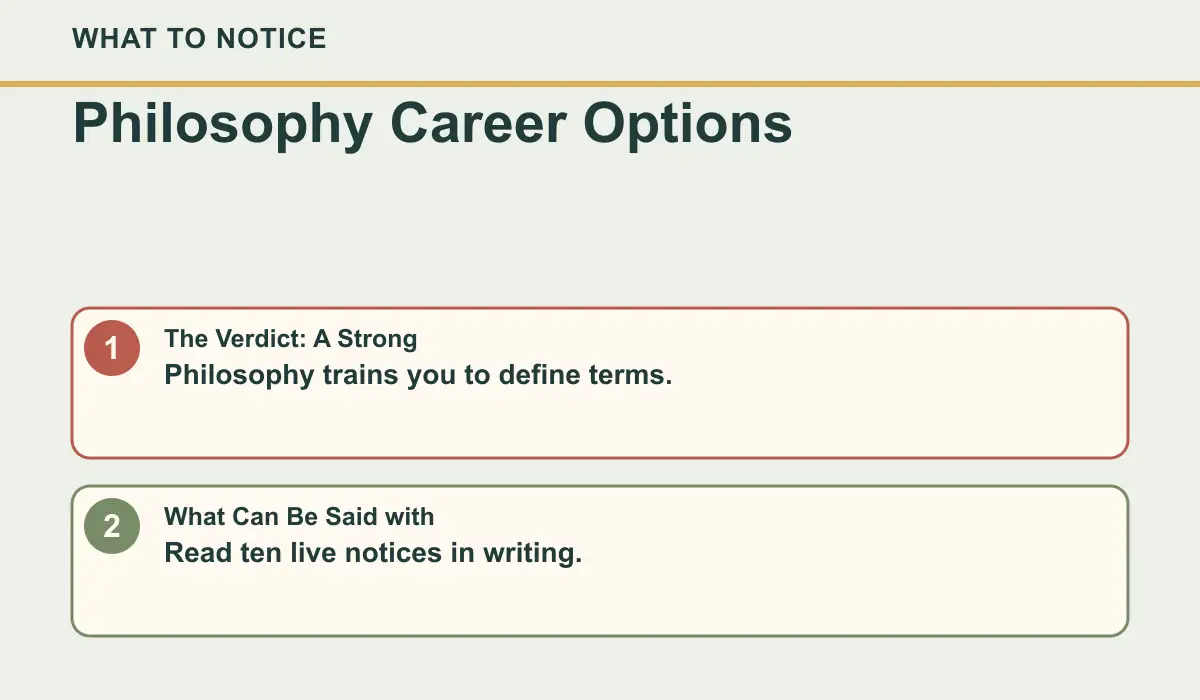 WHAT TO NOTICE
Philosophy Career Options
1
The Verdict: A Strong
Philosophy trains you to define terms.
2
What Can Be Said with
Read ten live notices in writing.